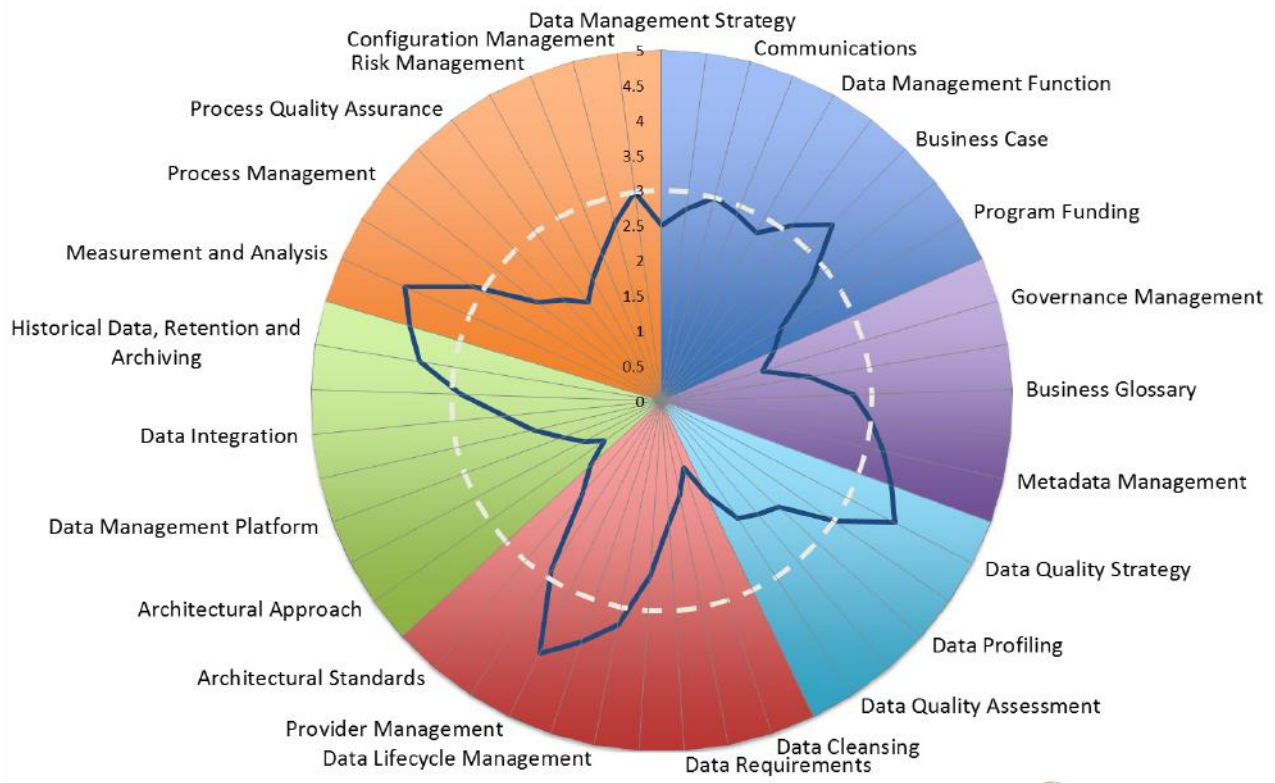 Data Management Strategy
Communications
Data Management Function
Business Case
Program Funding
Governance Management
Business Glossary
Metadata Management
Data Quality Strategy
Data Profiling
Data Quality Assessment
Data Cleansing
Data Requirements
Data Lifecycle Management
Provider Management
Architectural Standards
Architectural Approach
Data Management Platform
Data Integration
Historical Data, Retention and
Archiving
Measurement and Analysis
Process Management
Process Quality Assurance
Risk Management
Configuration Management
5
4.5
4
3.5
3
2.5
2
1.5
1
0.5
0